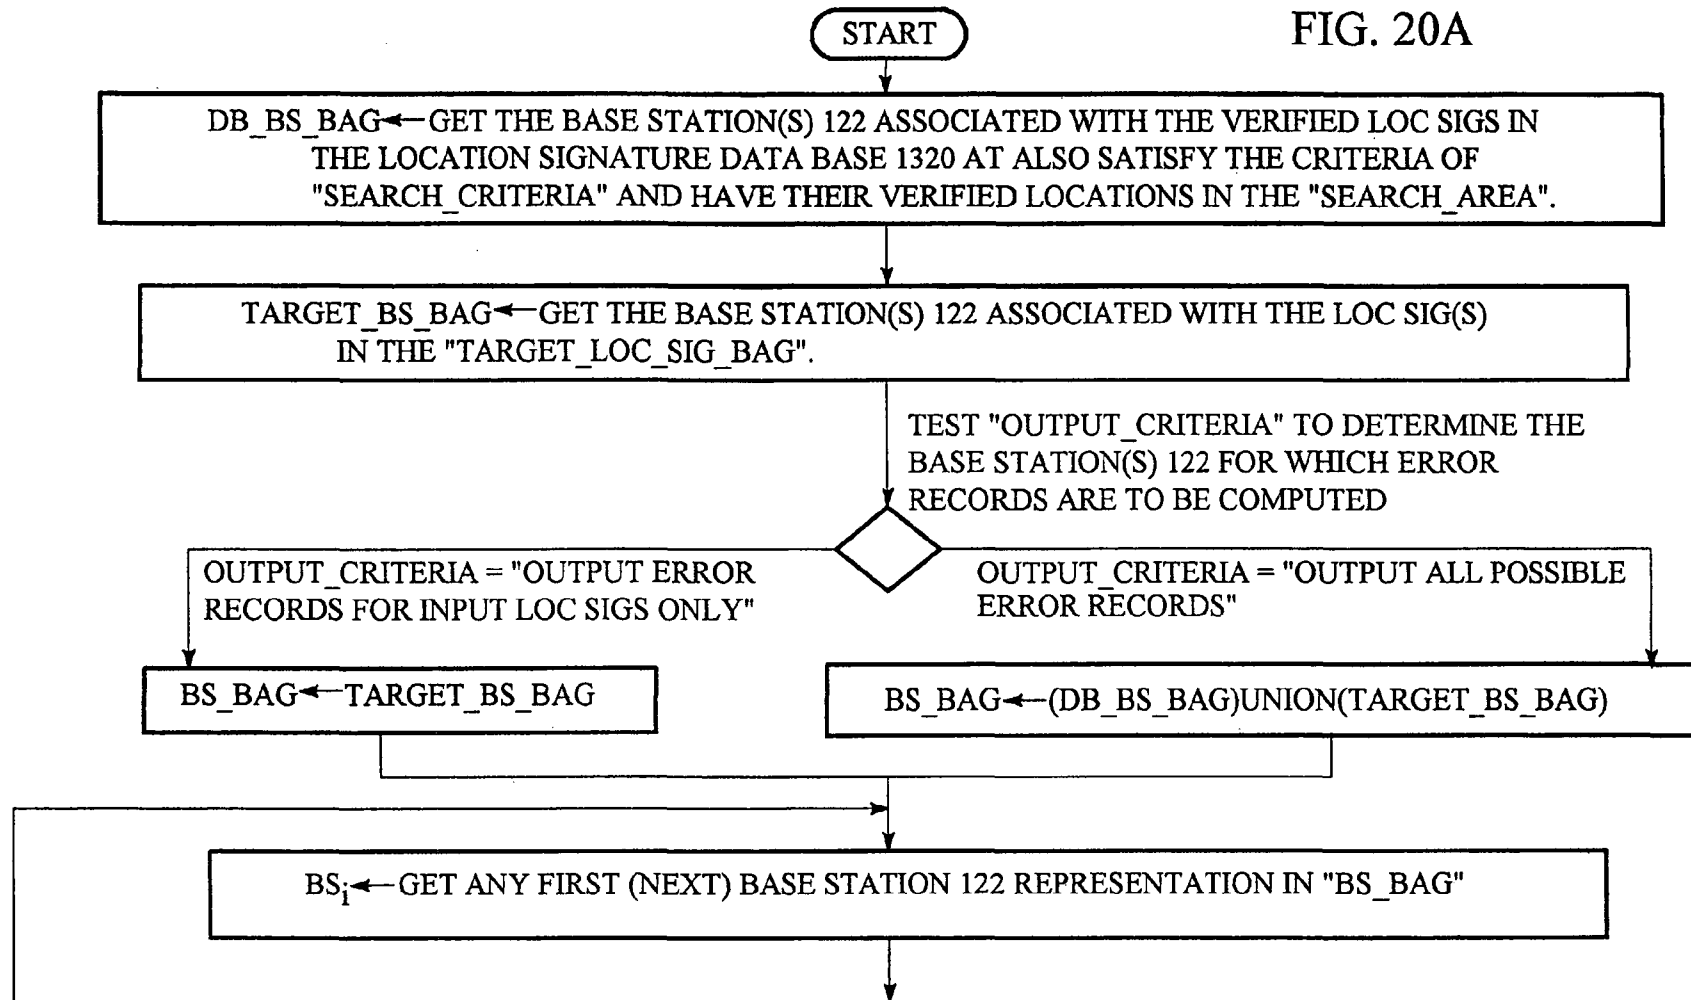 START
FIG. 20A
DB_BS_BAG←GET THE BASE STATION(S) 122 ASSOCIATED WITH THE VERIFIED LOC SIGS IN
THE LOCATION SIGNATURE DATA BASE 1320 AT ALSO SATISFY THE CRITERIA OF
"SEARCH_CRITERIA" AND HAVE THEIR VERIFIED LOCATIONS IN THE "SEARCH_AREA".
TARGET_BS_BAG←GET THE BASE STATION(S) 122 ASSOCIATED WITH THE LOC SIG(S)
IN THE "TARGET_LOC_SIG_BAG".
TEST "OUTPUT_CRITERIA" TO DETERMINE THE
BASE STATION(S) 122 FOR WHICH ERROR
RECORDS ARE TO BE COMPUTED
OUTPUT_CRITERIA = "OUTPUT ERROR
RECORDS FOR INPUT LOC SIGS ONLY"
OUTPUT_CRITERIA = "OUTPUT ALL POSSIBLE
ERROR RECORDS"
BS_BAG←TARGET_BS_BAG
BS_BAG←(DB_BS_BAG)UNION(TARGET_BS_BAG)
BSi←GET ANY FIRST (NEXT) BASE STATION 122 REPRESENTATION IN "BS_BAG"